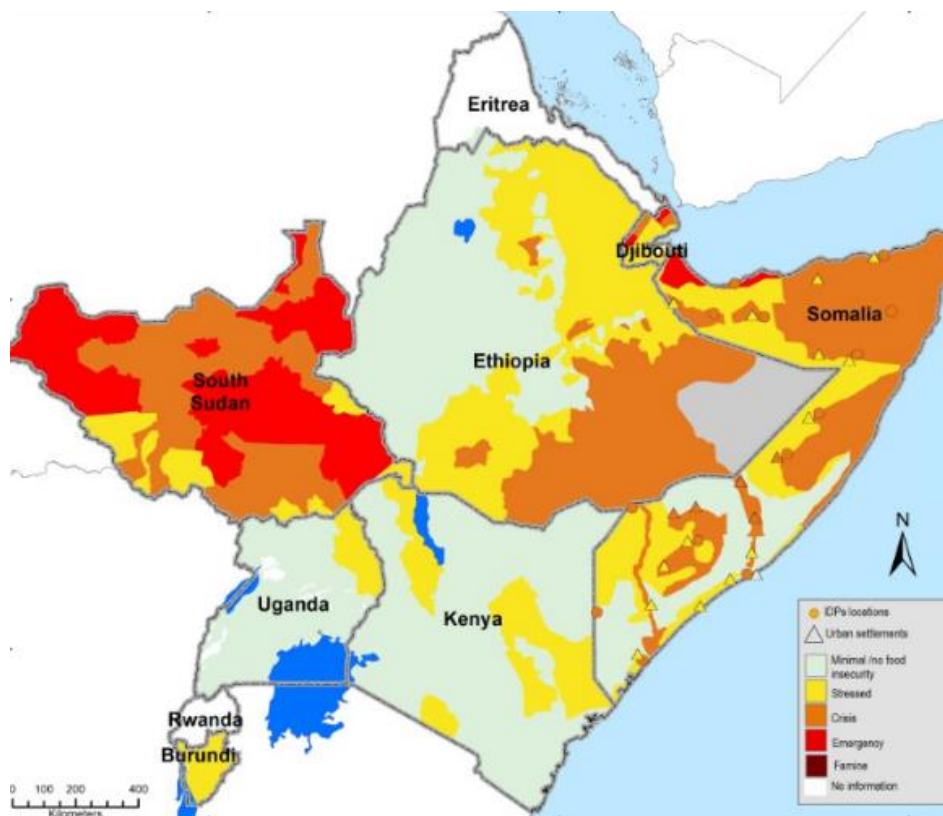 Eritrea
Djibouti
Somalia
Ethiopia
South
Sudan
N
Uganda
Kenya
Rwanda
Burundi
0 100 200 400
Kilometers
IDPs locations
Urban settlements
Minimal /no food
insecurity
Stressed
Crisis
Emergency
Famine
No information